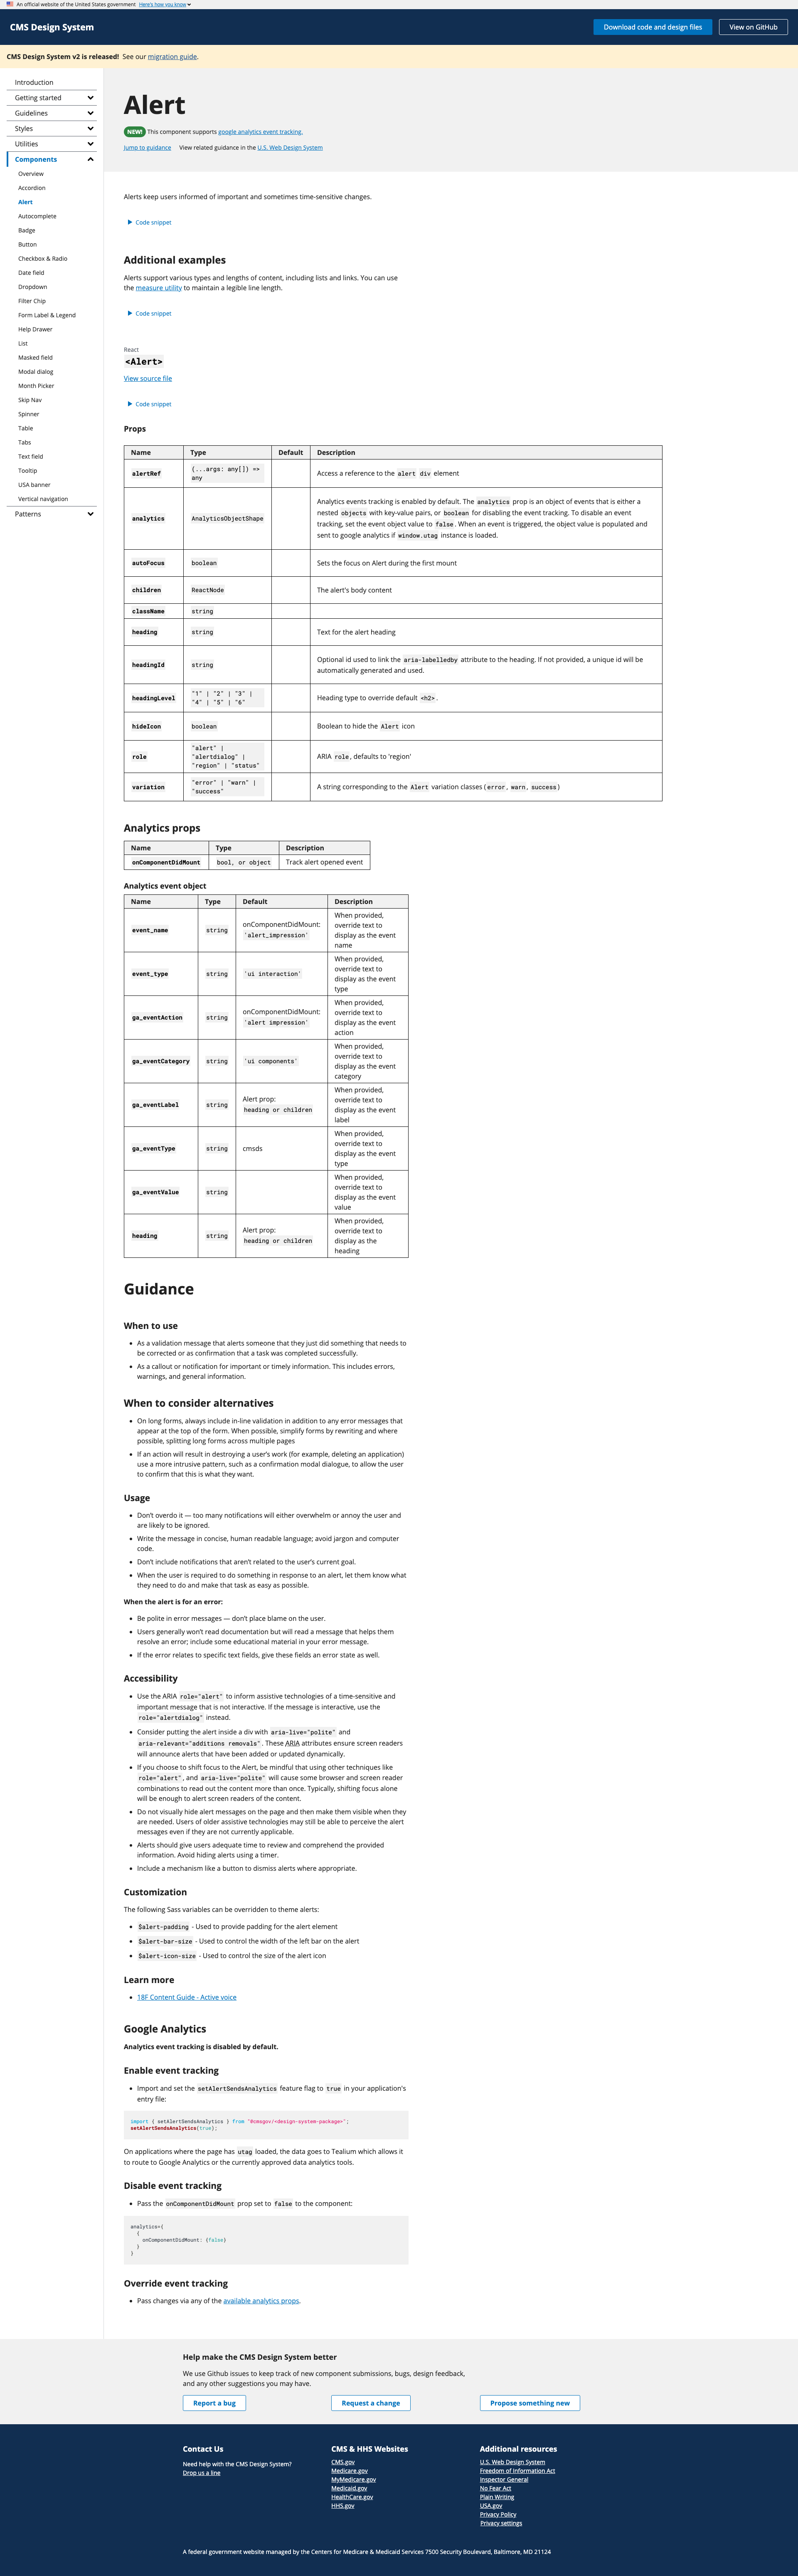 An official website of the United States government Here's how you know
CMS Design System
Download code and design files
View on GitHub
CMS Design System v2 is released! See our migration guide.
Introduction
Getting started
Guidelines
Styles
Utilities
Components
Overview
Accordion
Alert
Autocomplete
Badge
Button
Checkbox & Radio
Date field
Dropdown
Filter Chip
Form Label & Legend
Help Drawer
List
Masked field
Modal dialog
Month Picker
Skip Nav
Spinner
Table
Tabs
Text field
Tooltip
USA banner
Vertical navigation
Patterns
Alert
NEW! This component supports google analytics event tracking.
Jump to guidance View related guidance in the U.S. Web Design System
Alerts keep users informed of important and sometimes time-sensitive changes.
Code snippet
Additional examples
Alerts support various types and lengths of content, including lists and links. You can use
the measure utility to maintain a legible line length.
Code snippet
React
<Alert>
View source file
Code snippet
Props
Name Type Default Description
alertRef (...args: any[]) => any Access a reference to the alert div element
analytics AnalyticsObjectShape Analytics events tracking is enabled by default. The analytics prop is an object of events that is either a
nested objects with key-value pairs, or boolean for disabling the event tracking. To disable an event
tracking, set the event object value to false. When an event is triggered, the object value is populated and
sent to google analytics if window.utag instance is loaded.
autoFocus boolean Sets the focus on Alert during the first mount
children ReactNode The alert's body content
className string
heading string Text for the alert heading
headingId string Optional id used to link the aria-labelledby attribute to the heading. If not provided, a unique id will be
automatically generated and used.
headingLevel "1" | "2" | "3" | "4" | "5" | "6" Heading type to override default <h2>.
hideIcon boolean Boolean to hide the Alert icon
role "alert" | "alertdialog" | "region" | "status" ARIA role, defaults to 'region'
variation "error" | "warn" | "success" A string corresponding to the Alert variation classes (error, warn, success)
Analytics props
Name Type Description
onComponentDidMount bool, or object Track alert opened event
Analytics event object
Name Type Default Description
event_name string onComponentDidMount: 'alert_impression' When provided, override text to display as the event name
event_type string 'ui interaction' When provided, override text to display as the event type
ga_eventAction string onComponentDidMount: 'alert impression' When provided, override text to display as the event action
ga_eventCategory string 'ui components' When provided, override text to display as the event category
ga_eventLabel string Alert prop: heading or children When provided, override text to display as the event label
ga_eventType string cmsds When provided, override text to display as the event type
ga_eventValue string When provided, override text to display as the event value
heading string Alert prop: heading or children When provided, override text to display as the heading
Guidance
When to use
As a validation message that alerts someone that they just did something that needs to
be corrected or as confirmation that a task was completed successfully.
As a callout or notification for important or timely information. This includes errors,
warnings, and general information.
When to consider alternatives
On long forms, always include in-line validation in addition to any error messages that
appear at the top of the form. When possible, simplify forms by rewriting and where
possible, splitting long forms across multiple pages
If an action will result in destroying a user's work (for example, deleting an application)
use a more intrusive pattern, such as a confirmation modal dialogue, to allow the user
to confirm that this is what they want.
Usage
Don't overdo it — too many notifications will either overwhelm or annoy the user and
are likely to be ignored.
Write the message in concise, human readable language; avoid jargon and computer
code.
Don't include notifications that aren't related to the user's current goal.
When the user is required to do something in response to an alert, let them know what
they need to do and make that task as easy as possible.
When the alert is for an error:
Be polite in error messages — don't place blame on the user.
Users generally won't read documentation but will read a message that helps them
resolve an error; include some educational material in your error message.
If the error relates to specific text fields, give these fields an error state as well.
Accessibility
Use the ARIA role="alert" to inform assistive technologies of a time-sensitive and
important message that is not interactive. If the message is interactive, use the
role="alertdialog" instead.
Consider putting the alert inside a div with aria-live="polite" and
aria-relevant="additions removals". These ARIA attributes ensure screen readers
will announce alerts that have been added or updated dynamically.
If you choose to shift focus to the Alert, be mindful that using other techniques like
role="alert", and aria-live="polite" will cause some browser and screen reader
combinations to read out the content more than once. Typically, shifting focus alone
will be enough to alert screen readers of the content.
Do not visually hide alert messages on the page and then make them visible when they
are needed. Users of older assistive technologies may still be able to perceive the alert
messages even if they are not currently applicable.
Alerts should give users adequate time to review and comprehend the provided
information. Avoid hiding alerts using a timer.
Include a mechanism like a button to dismiss alerts where appropriate.
Customization
The following Sass variables can be overridden to theme alerts:
$alert-padding - Used to provide padding for the alert element
$alert-bar-size - Used to control the width of the left bar on the alert
$alert-icon-size - Used to control the size of the alert icon
Learn more
18F Content Guide - Active voice
Google Analytics
Analytics event tracking is disabled by default.
Enable event tracking
Import and set the setAlertSendsAnalytics feature flag to true in your application's
entry file:
import { setAlertSendsAnalytics } from "@cmsgov/<design-system-package>";
setAlertSendsAnalytics(true);
On applications where the page has utag loaded, the data goes to Tealium which allows it
to route to Google Analytics or the currently approved data analytics tools.
Disable event tracking
Pass the onComponentDidMount prop set to false to the component:
analytics={
{
onComponentDidMount: {false}
}
}
Override event tracking
Pass changes via any of the available analytics props.
Help make the CMS Design System better
We use Github issues to keep track of new component submissions, bugs, design feedback,
and any other suggestions you may have.
Report a bug
Request a change
Propose something new
Contact Us
Need help with the CMS Design System?
Drop us a line
CMS & HHS Websites
CMS.gov
Medicare.gov
MyMedicare.gov
Medicaid.gov
HealthCare.gov
HHS.gov
Additional resources
U.S. Web Design System
Freedom of Information Act
Inspector General
No Fear Act
Plain Writing
USA.gov
Privacy Policy
Privacy settings
A federal government website managed by the Centers for Medicare & Medicaid Services 7500 Security Boulevard, Baltimore, MD 21124